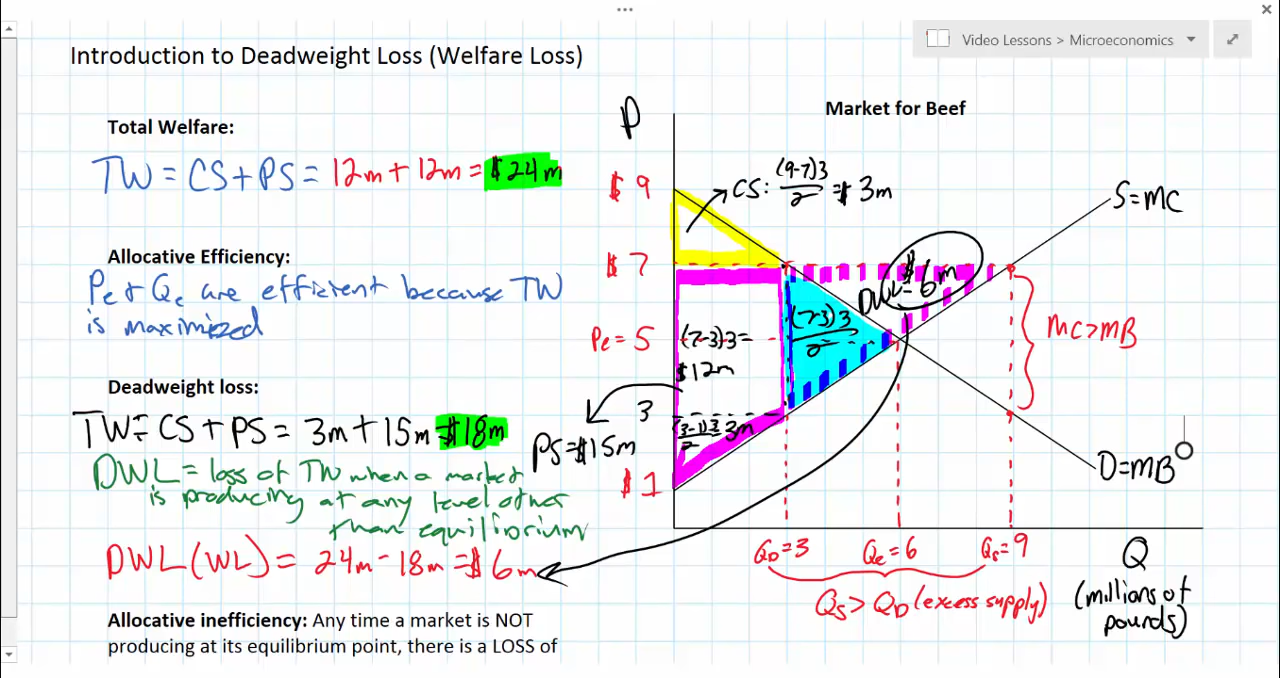 Introduction to Deadweight Loss (Welfare Loss)
Video Lessons > Microeconomics
Total Welfare:
TW = CS + PS = 12m + 12m = $24m
Allocative Efficiency:
Pe + Qe are efficient because TW
is maximized
Deadweight loss:
TW = CS + PS = 3m + 15m = $18m
DWL = loss of TW when a market
is producing at any level other
than equilibrium
DWL (WL) = 24m - 18m = $6m
Allocative inefficiency: Any time a market is NOT
producing at its equilibrium point, there is a LOSS of
Market for Beef
P
$9
CS: (9-7)3/2 = $3m
S=MC
$7
DWL = $6m
(7-3)3/2
Pe = 5
(7-3)3=
$12m
MC>MB
3
(3-1)3/2 = 3m
PS=$15m
$1
D=MB
QD=3
Qe=6
Qs=9
Q
(millions of
pounds)
Qs > QD (excess supply)